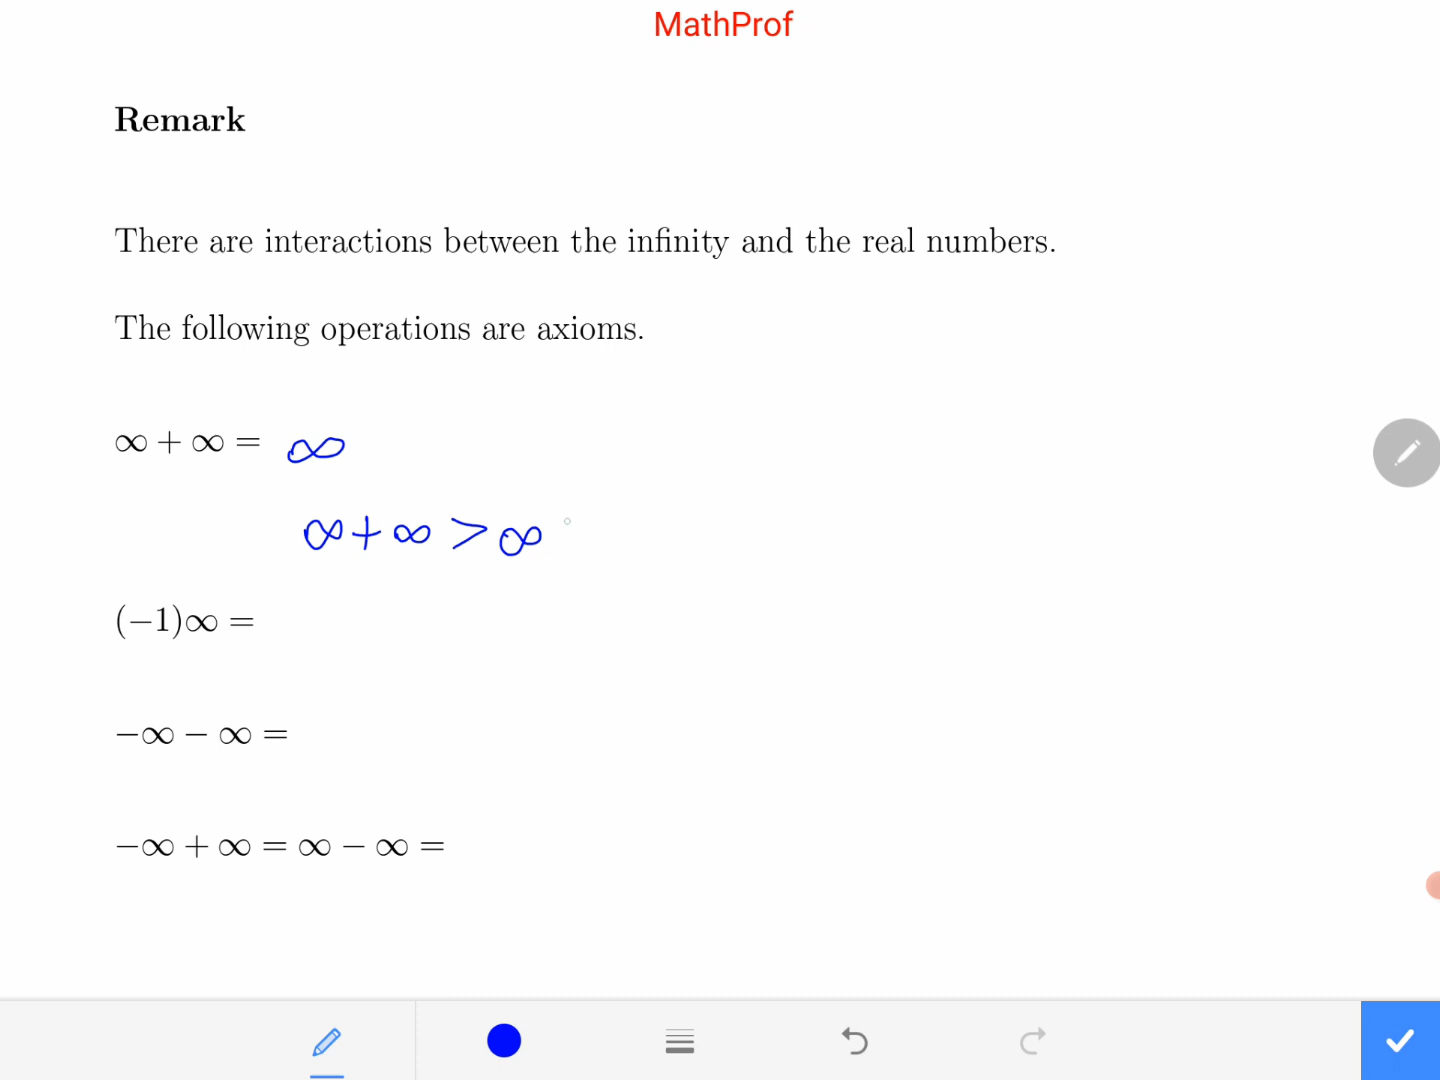 MathProf
Remark
There are interactions between the infinity and the real numbers.
The following operations are axioms.
∞ + ∞ = ∞
∞ + ∞ > ∞
(−1)∞ =
−∞ − ∞ =
−∞ + ∞ = ∞ − ∞ =